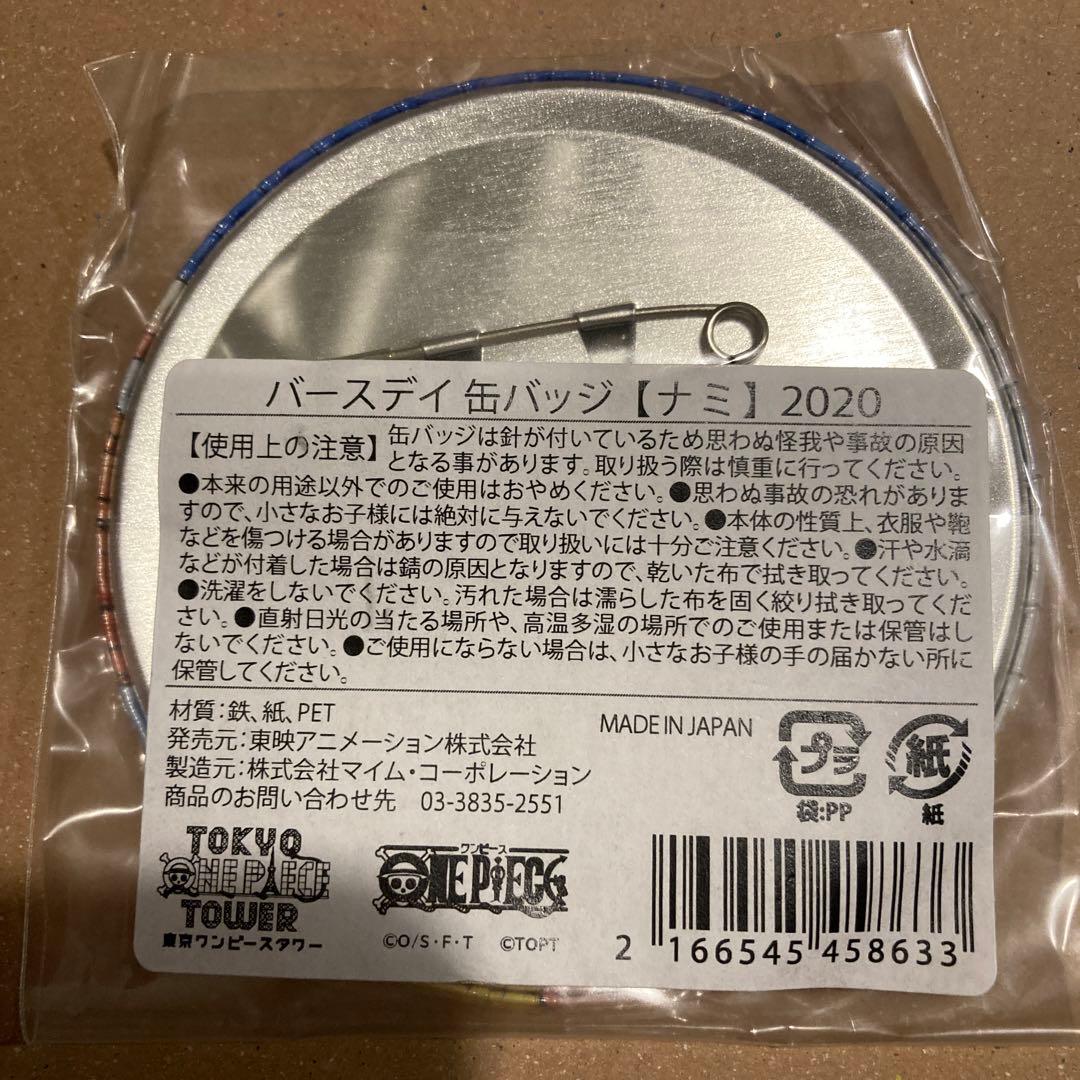 バースデイ 缶バッジ【ナミ】2020
【使用上の注意】缶バッジは針が付いているため思わぬ怪我や事故の原因
となる事があります。取り扱う際は慎重に行ってください。
●本来の用途以外でのご使用はおやめください。●思わぬ事故の恐れがありま
すので、小さなお子様には絶対に与えないでください。●本体の性質上、衣服や鞄
などを傷つける場合がありますので取り扱いには十分ご注意ください。●汗や水滴
などが付着した場合は錆の原因となりますので、乾いた布で拭き取ってください。
●洗濯をしないでください。汚れた場合は濡らした布を固く絞り拭き取ってくだ
さい。●直射日光の当たる場所や、高温多湿の場所でのご使用または保管はし
ないでください。●ご使用にならない場合は、小さなお子様の手の届かない所に
保管してください。
材質:鉄、紙、PET
発売元:東映アニメーション株式会社
製造元:株式会社マイム・コーポレーション
商品のお問い合わせ先 03-3835-2551
MADE IN JAPAN
プラ
袋:PP
紙
紙
TOKYO
ONE PIECE
TOWER
東京ワンピースタワー
ワンピース
ONE PIECE
©O/S・F・T ©TOPT
2 166545 458633